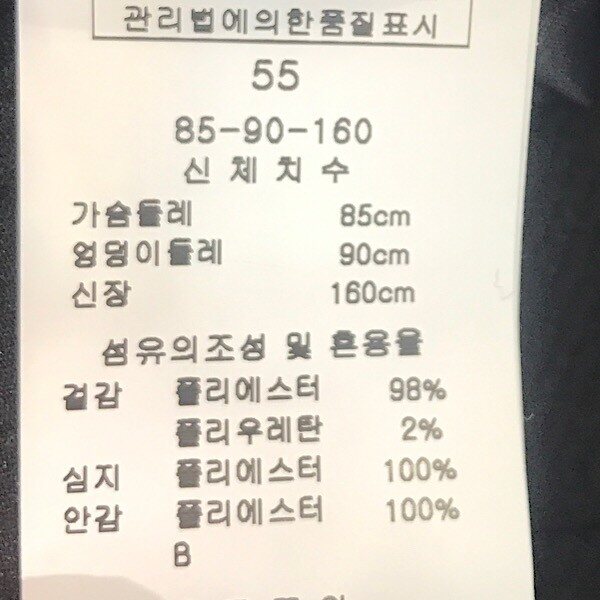 관리법에의한품질표시
55
85-90-160
신체치수
가슴둘레 85cm
엉덩이둘레 90cm
신장 160cm
섬유의조성 및 혼용율
겉감 폴리에스터 98%
폴리우레탄 2%
심지 폴리에스터 100%
안감 폴리에스터 100%
B